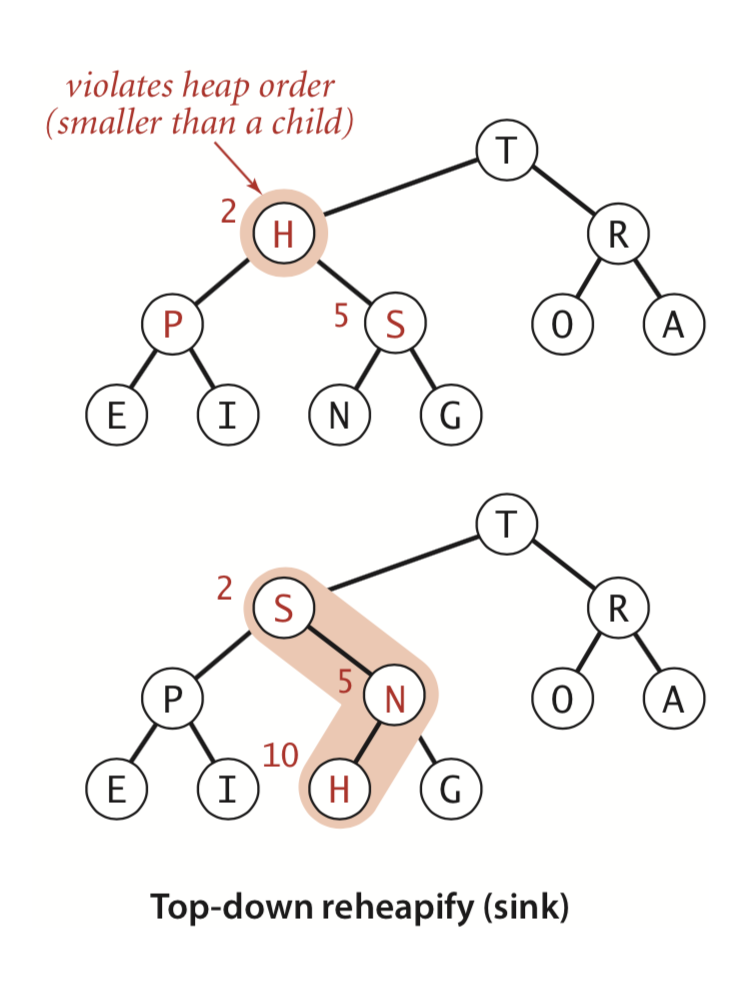 violates heap order
(smaller than a child)
T
2 H R
P 5 S O A
E I N G
T
2 S R
P 5 N O A
E I 10 H G
Top-down reheapify (sink)